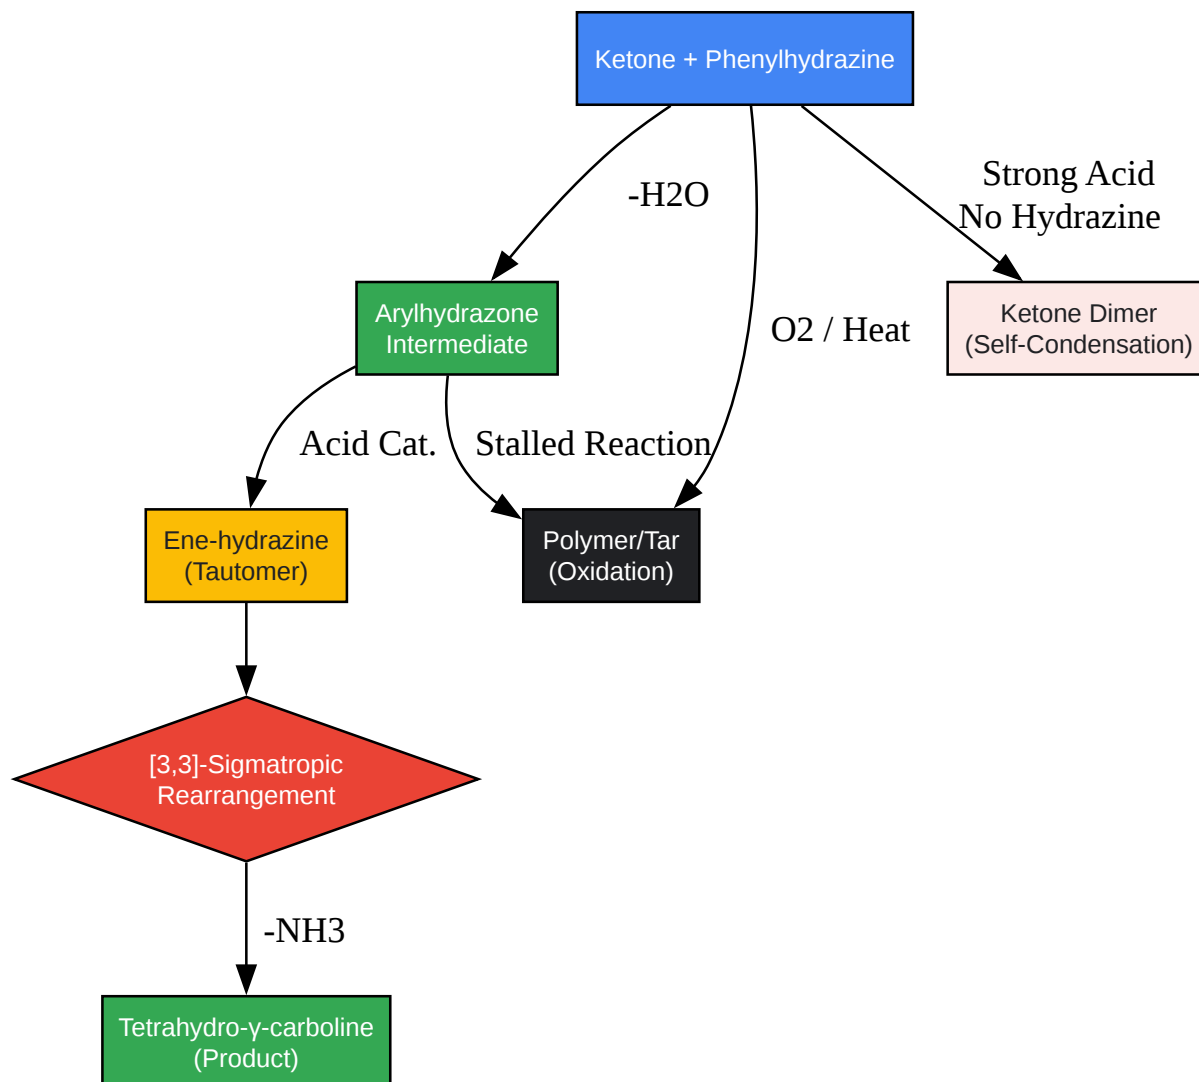 Ketone + Phenylhydrazine
-H2O
Strong Acid
No Hydrazine
Arylhydrazone
Intermediate
O2 / Heat
Ketone Dimer
(Self-Condensation)
Acid Cat.
Stalled Reaction
Ene-hydrazine
(Tautomer)
Polymer/Tar
(Oxidation)
[3,3]-Sigmatropic
Rearrangement
-NH3
Tetrahydro-γ-carboline
(Product)